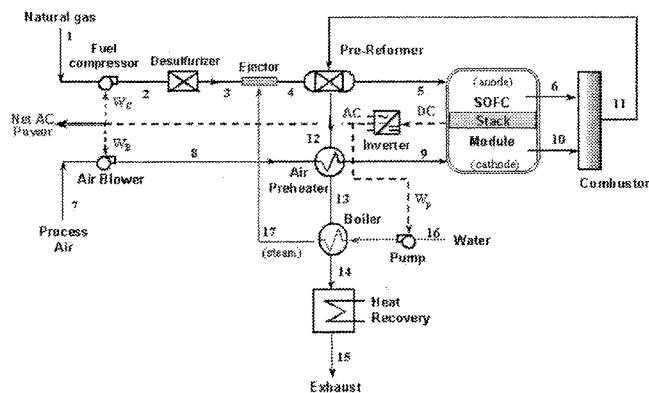 Natural gas
1
Fuel
compressor
Desulfurizer
Ejector
Pre-Reformer
2
3
4
5
(anode)
SOFC
Stack
Module
(cathode)
6
10
11
Combustor
Net AC
Power
AC
DC
Inverter
12
8
9
Air Blower
Air
Preheater
7
Process
Air
13
Boiler
17
(steam)
16
Water
Pump
14
Heat
Recovery
15
Exhaust